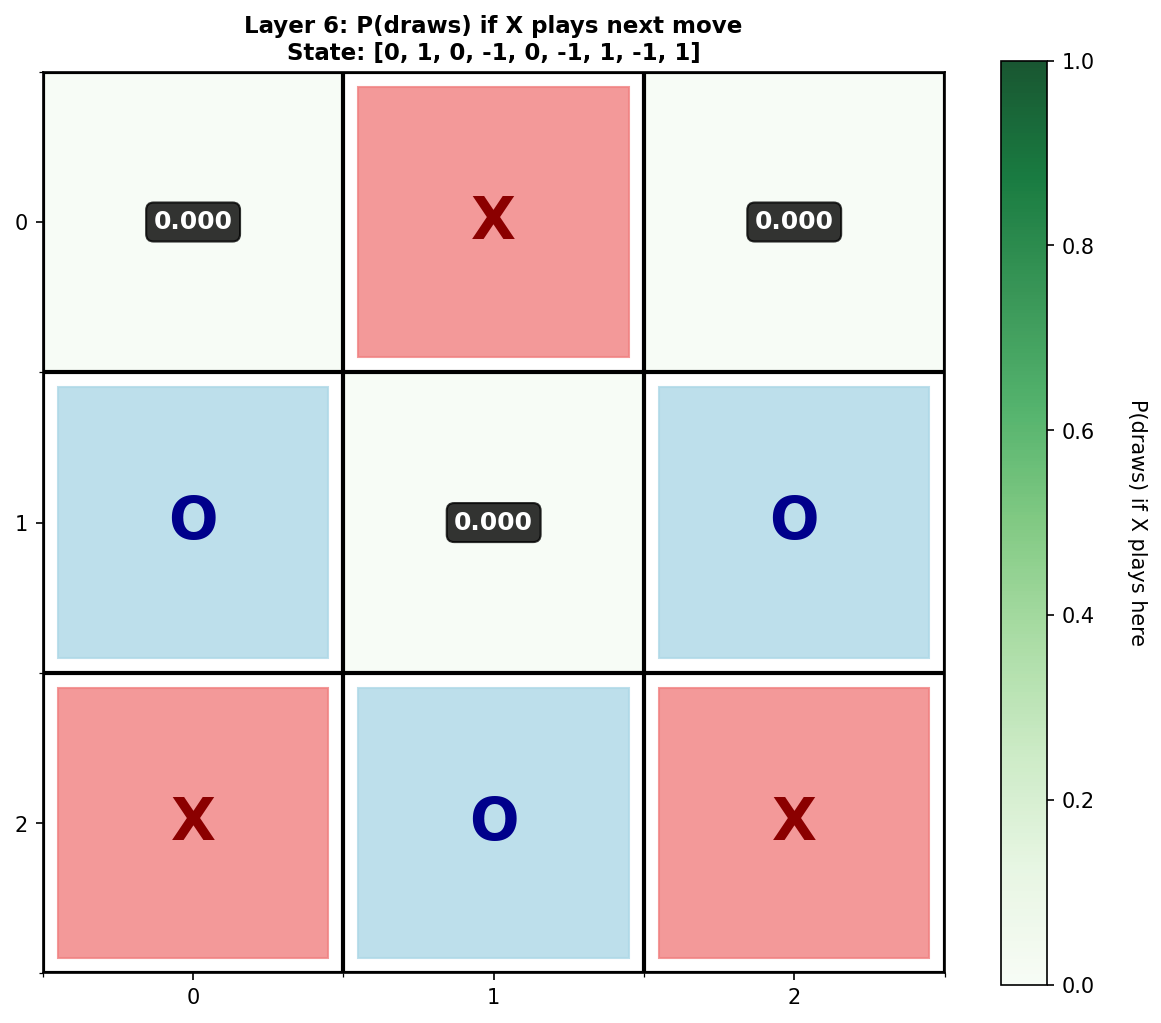 Layer 6: P(draws) if X plays next move
State: [0, 1, 0, -1, 0, -1, 1, -1, 1]
0.000
X
0.000
O
0.000
O
X
O
X
0
1
2
0
1
2
1.0
0.8
0.6
0.4
0.2
0.0
P(draws) if X plays here